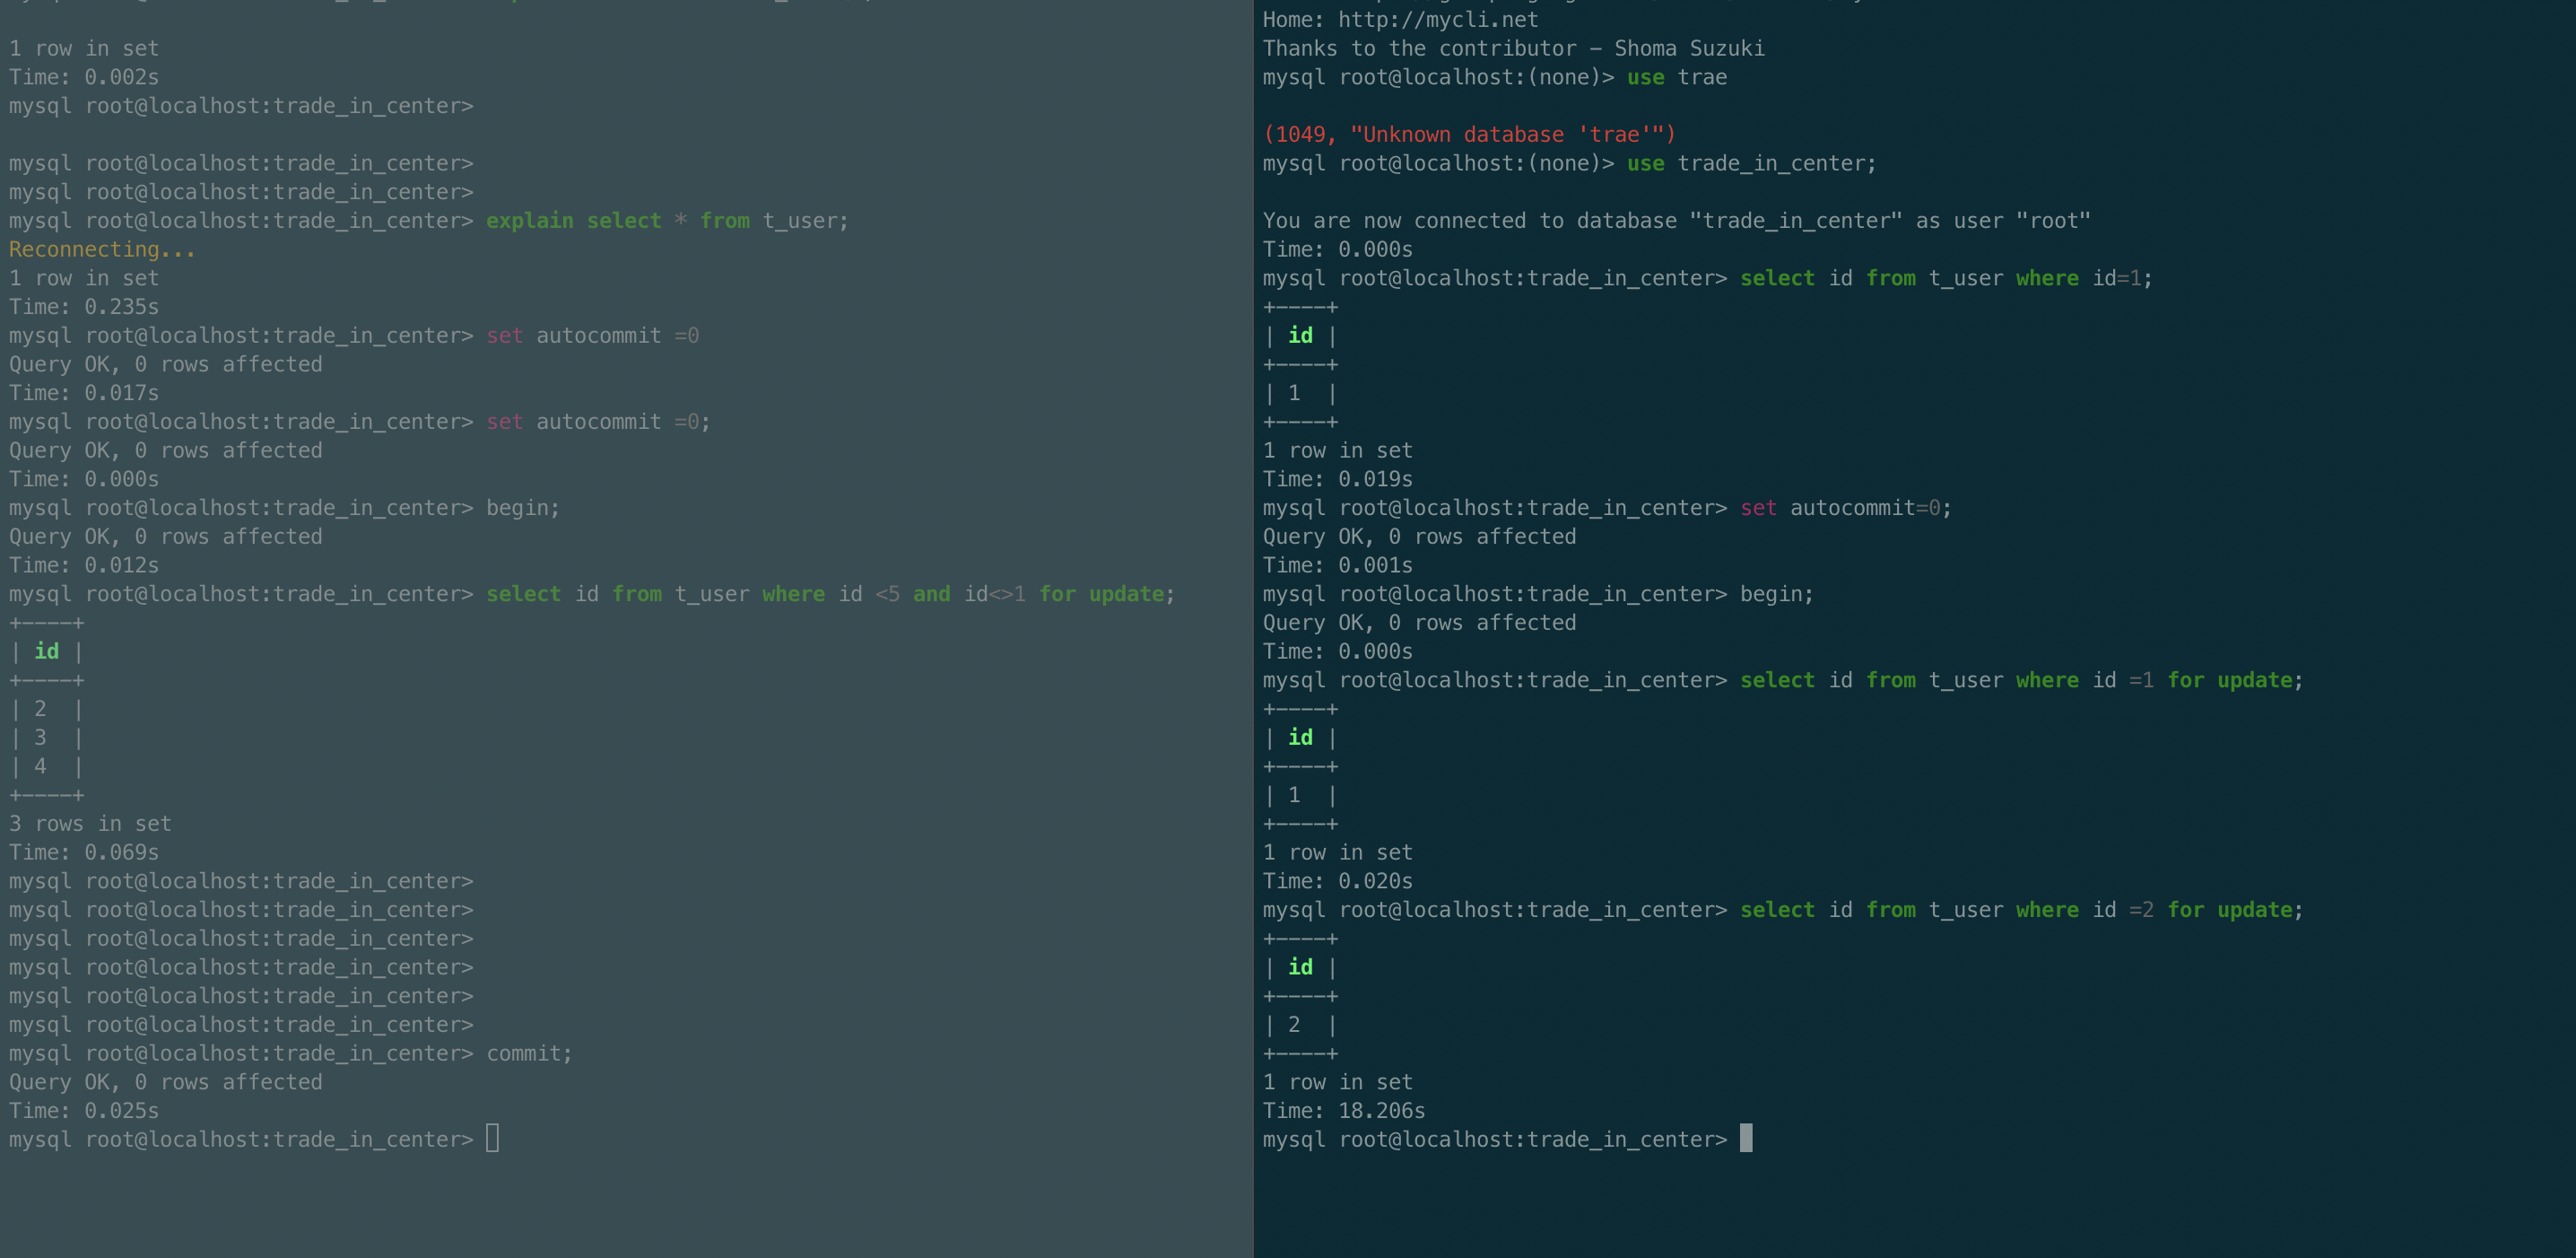 1 row in set
Time: 0.002s
mysql root@localhost:trade_in_center>
mysql root@localhost:trade_in_center>
mysql root@localhost:trade_in_center>
mysql root@localhost:trade_in_center> explain select * from t_user;
Reconnecting...
1 row in set
Time: 0.235s
mysql root@localhost:trade_in_center> set autocommit =0
Query OK, 0 rows affected
Time: 0.017s
mysql root@localhost:trade_in_center> set autocommit =0;
Query OK, 0 rows affected
Time: 0.000s
mysql root@localhost:trade_in_center> begin;
Query OK, 0 rows affected
Time: 0.012s
mysql root@localhost:trade_in_center> select id from t_user where id <5 and id<>1 for update;
+----+
| id |
+----+
| 2  |
| 3  |
| 4  |
+----+
3 rows in set
Time: 0.069s
mysql root@localhost:trade_in_center>
mysql root@localhost:trade_in_center>
mysql root@localhost:trade_in_center>
mysql root@localhost:trade_in_center>
mysql root@localhost:trade_in_center>
mysql root@localhost:trade_in_center>
mysql root@localhost:trade_in_center> commit;
Query OK, 0 rows affected
Time: 0.025s
mysql root@localhost:trade_in_center>
Home: http://mycli.net
Thanks to the contributor – Shoma Suzuki
mysql root@localhost:(none)> use trae
(1049, "Unknown database 'trae'")
mysql root@localhost:(none)> use trade_in_center;
You are now connected to database "trade_in_center" as user "root"
Time: 0.000s
mysql root@localhost:trade_in_center> select id from t_user where id=1;
+----+
| id |
+----+
| 1  |
+----+
1 row in set
Time: 0.019s
mysql root@localhost:trade_in_center> set autocommit=0;
Query OK, 0 rows affected
Time: 0.001s
mysql root@localhost:trade_in_center> begin;
Query OK, 0 rows affected
Time: 0.000s
mysql root@localhost:trade_in_center> select id from t_user where id =1 for update;
+----+
| id |
+----+
| 1  |
+----+
1 row in set
Time: 0.020s
mysql root@localhost:trade_in_center> select id from t_user where id =2 for update;
+----+
| id |
+----+
| 2  |
+----+
1 row in set
Time: 18.206s
mysql root@localhost:trade_in_center>